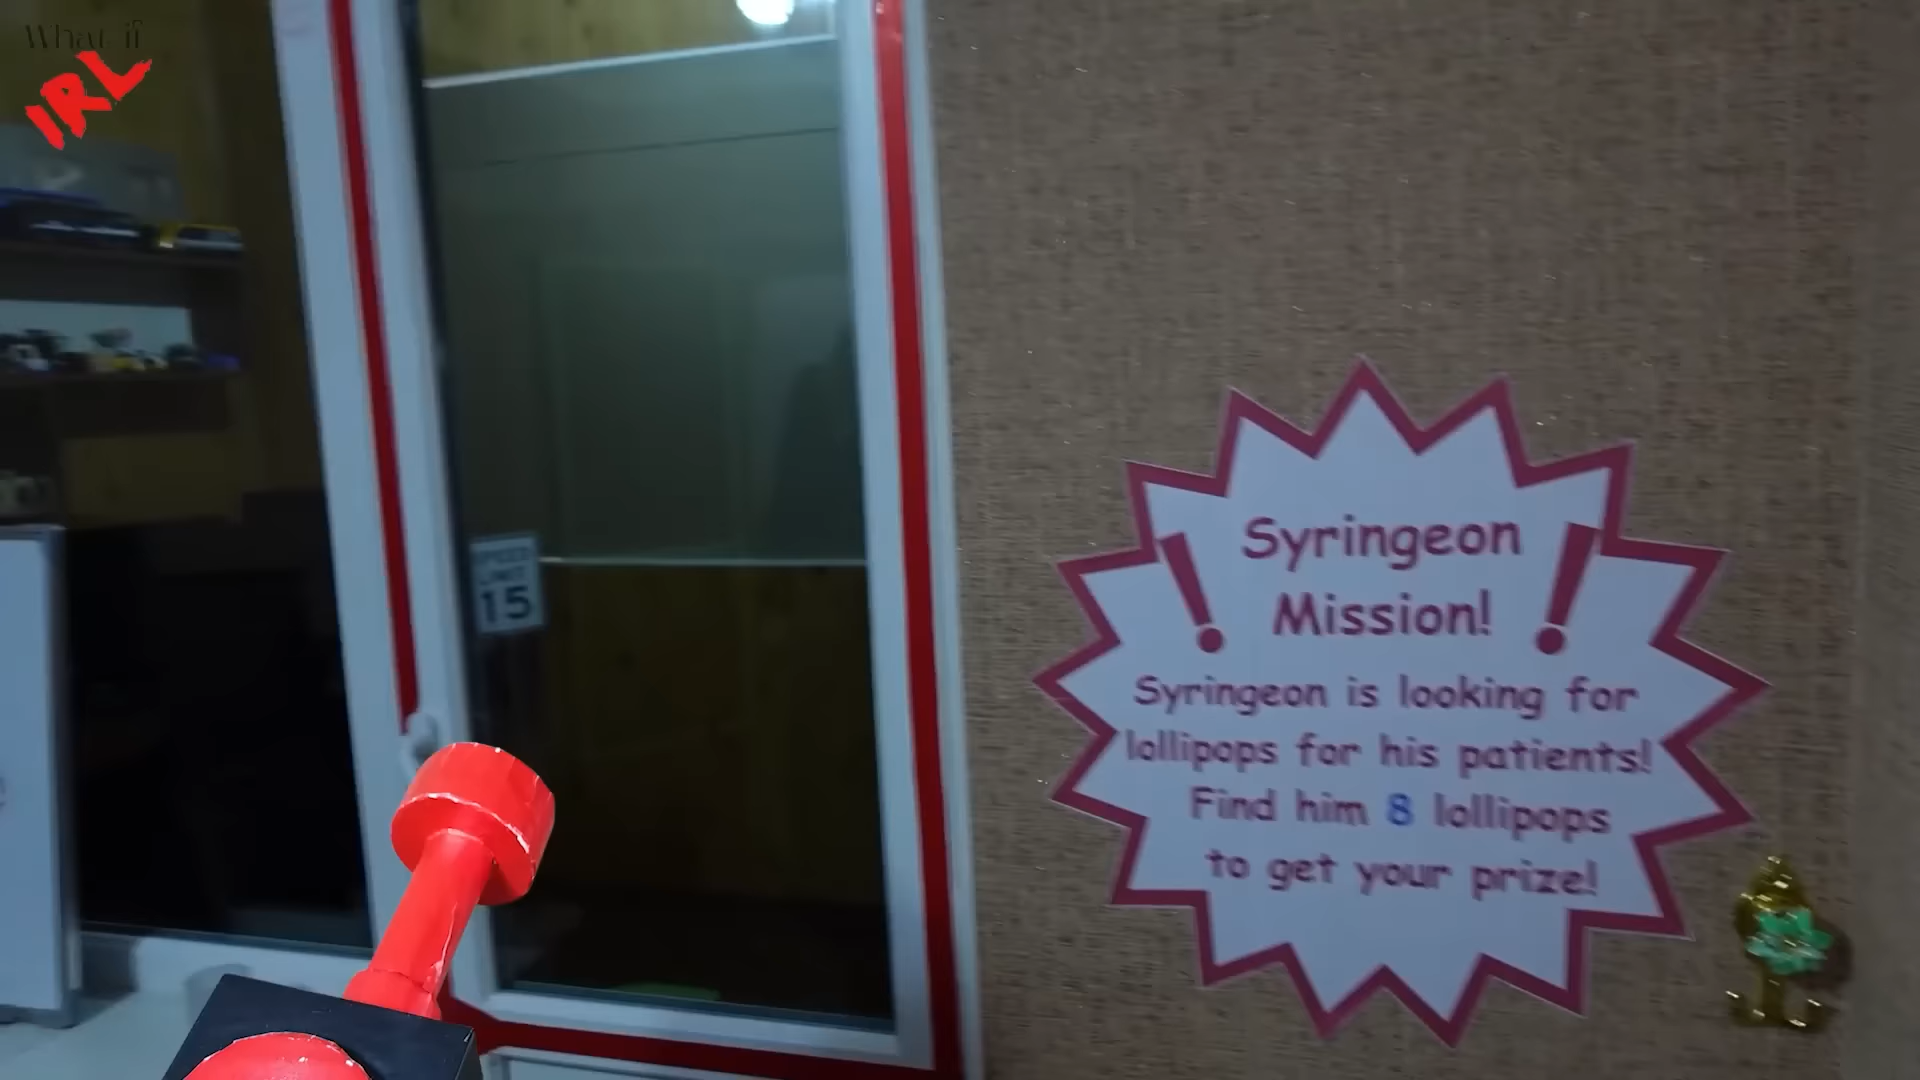 What if
IRL
SPEED
LIMIT
15
Syringeon
Mission!
Syringeon is looking for
lollipops for his patients!
Find him 8 lollipops
to get your prize!